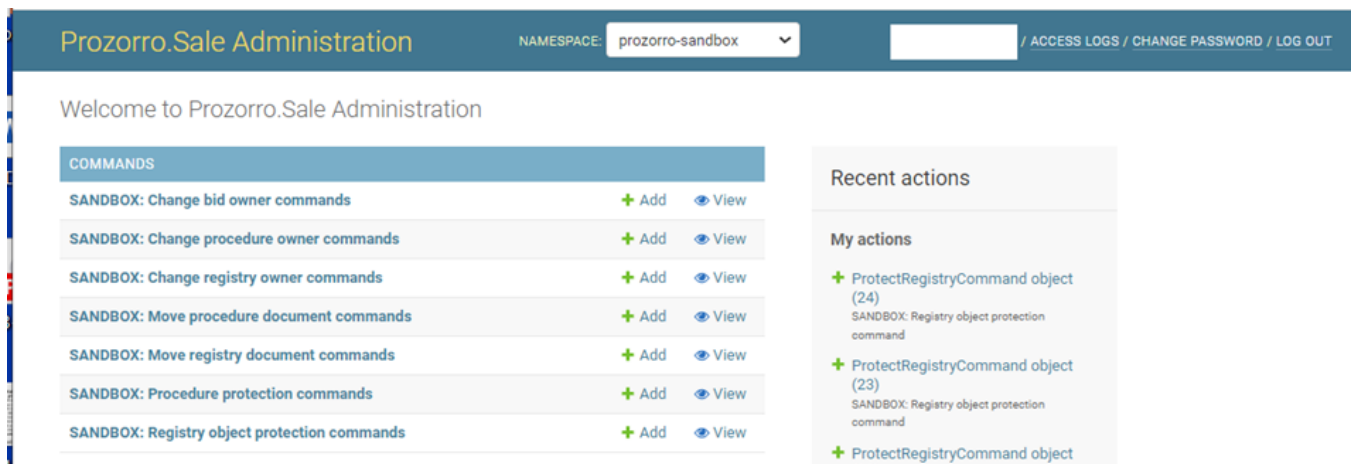 Prozorro.Sale Administration
NAMESPACE: prozorro-sandbox
/ ACCESS LOGS / CHANGE PASSWORD / LOG OUT
Welcome to Prozorro.Sale Administration
COMMANDS
SANDBOX: Change bid owner commands Add View
SANDBOX: Change procedure owner commands Add View
SANDBOX: Change registry owner commands Add View
SANDBOX: Move procedure document commands Add View
SANDBOX: Move registry document commands Add View
SANDBOX: Procedure protection commands Add View
SANDBOX: Registry object protection commands Add View
Recent actions
My actions
ProtectRegistryCommand object
(24)
SANDBOX: Registry object protection
command
ProtectRegistryCommand object
(23)
SANDBOX: Registry object protection
command
ProtectRegistryCommand object